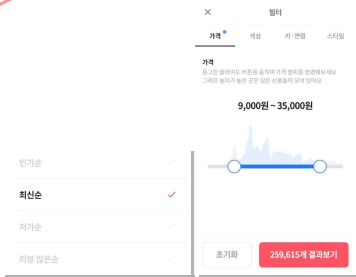 인기순
최신순
저가순
리뷰 많은순
필터
가격 색상 키·연령 스타일
가격
동그란 슬라이드 버튼을 움직여 가격 범위를 변경해보세요
그래프 높이가 높은 곳은 많은 상품들이 모여 있어요
9,000원 ~ 35,000원
초기화 259,615개 결과보기